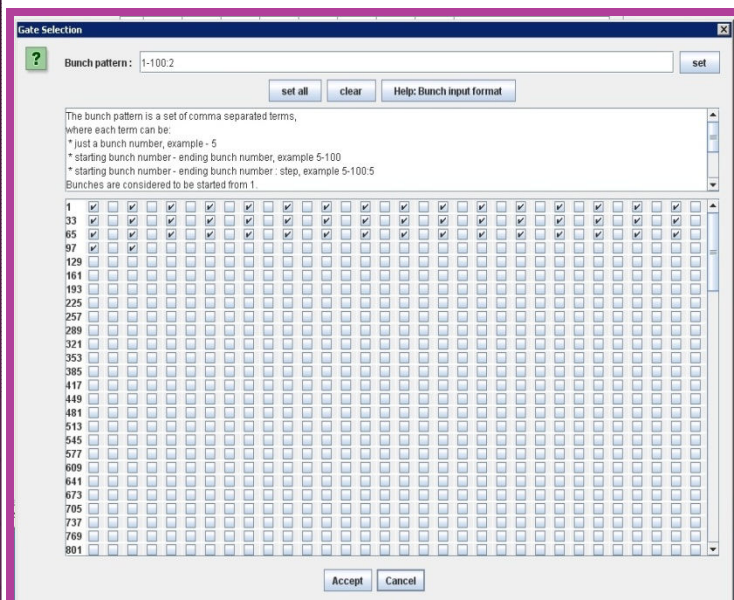 Gate Selection
?
Bunch pattern : 1-100:2 set
set all clear Help: Bunch input format
The bunch pattern is a set of comma separated terms,
where each term can be:
* just a bunch number, example - 5
* starting bunch number - ending bunch number, example 5-100
* starting bunch number - ending bunch number : step, example 5-100:5
Bunches are considered to be started from 1.
1
33
65
97
129
161
193
225
257
289
321
353
385
417
449
481
513
545
577
609
641
673
705
737
769
801
Accept Cancel